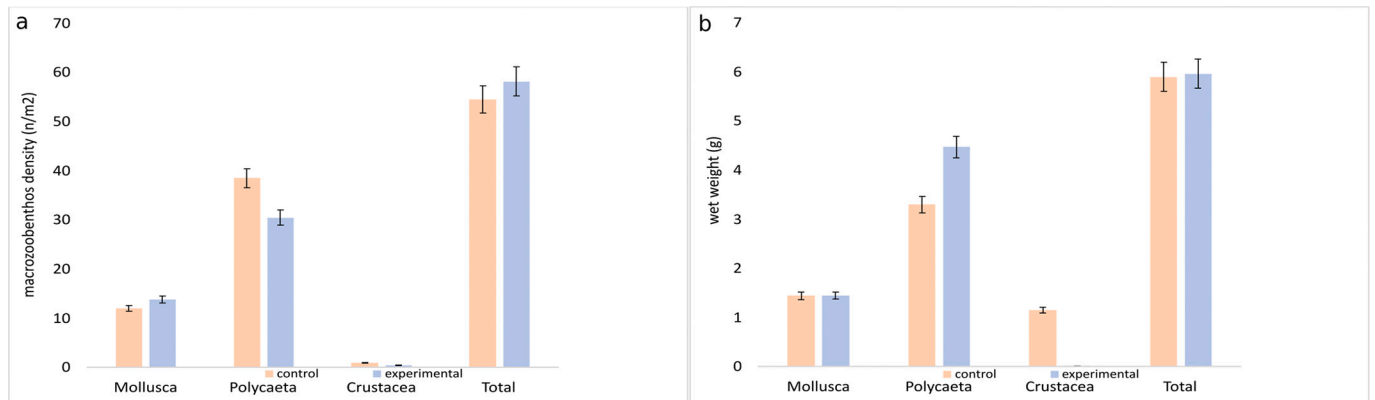 a
macrozoobenthos density (n/m2)
70
60
50
40
30
20
10
0
Mollusca Polycaeta Crustacea Total
control experimental
b
wet weight (g)
7
6
5
4
3
2
1
0
Mollusca Polycaeta Crustacea Total
control experimental